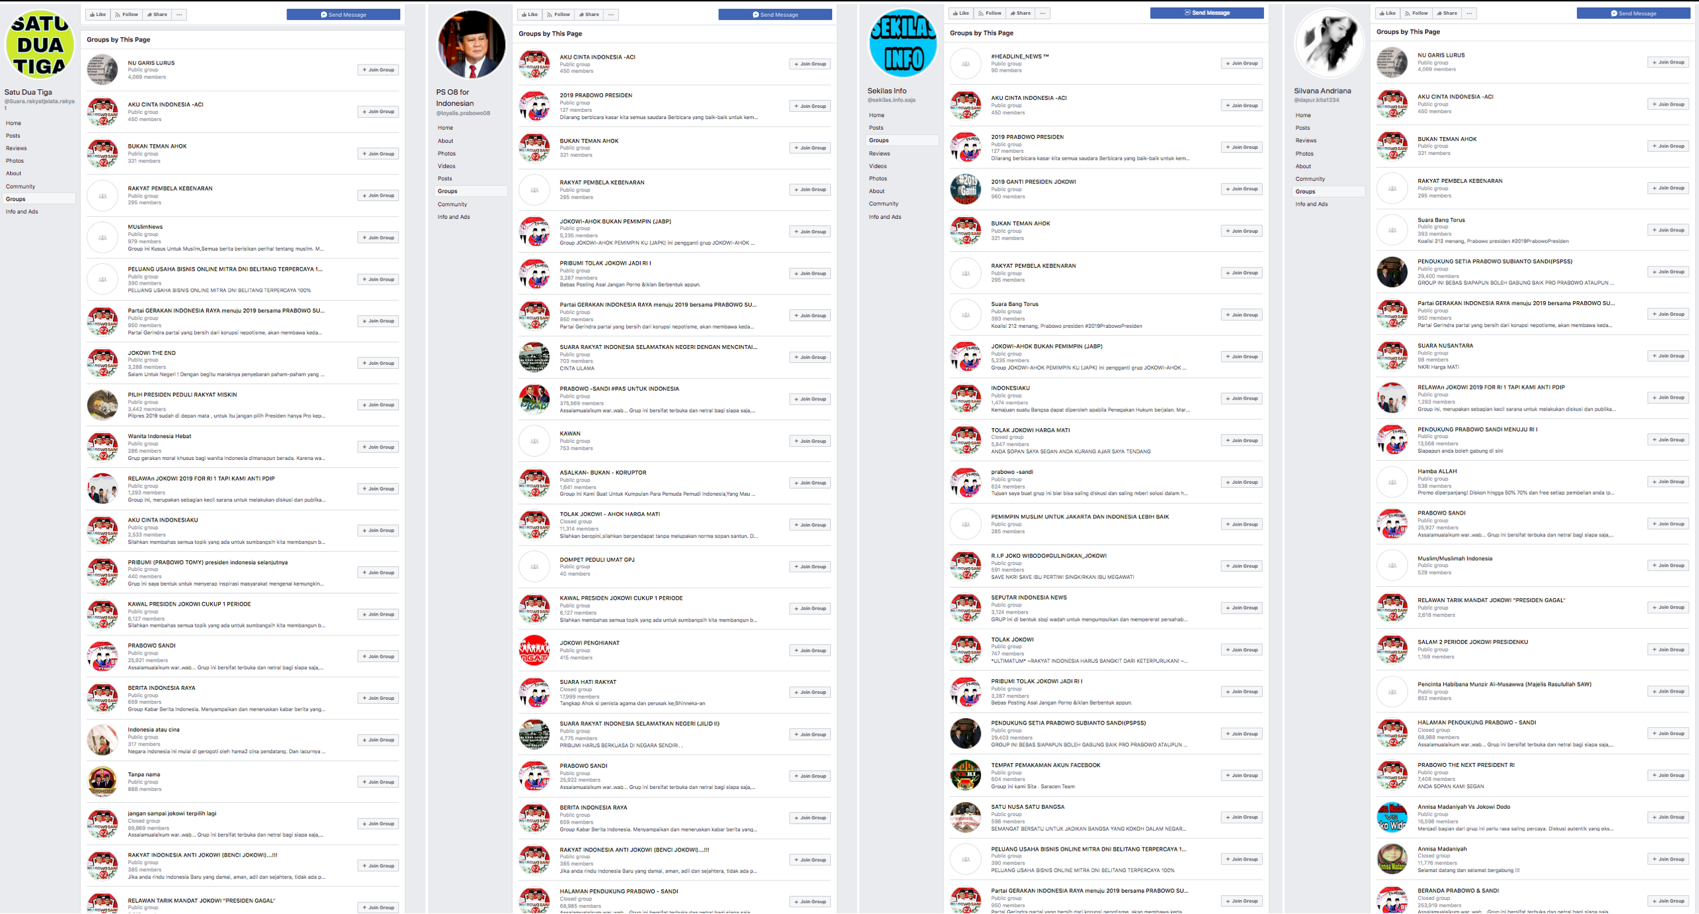 SATU
DUA
TIGA
Satu Dua Tiga
@Suara.rakyatjelata.rakye
1
Home
Posts
Reviews
Photos
About
Community
Groups
Info and Ads
Like
Follow
Share
Send Message
Groups by This Page
NU GARIS LURUS
Public group
4,069 members
Join Group
AKU CINTA INDONESIA -ACI
Public group
450 members
Join Group
BUKAN TEMAN AHOK
Public group
321 members
Join Group
RAKYAT PEMBELA KEBENARAN
Public group
295 members
Join Group
MUslimNews
Public group
979 members
Group ini Kusus Untuk Muslim,Semua berita berisikan perihal tentang muslim. M...
Join Group
PELUANG USAHA BISNIS ONLINE MITRA DNI BELITANG TERPERCAYA 1...
Public group
390 members
PELUANG USAHA BISNIS ONLINE MITRA DNI BELITANG TERPERCAYA 100%
Join Group
Partai GERAKAN INDONESIA RAYA menuju 2019 bersama PRABOWO SU...
Public group
950 members
Partai Gerindra partai yang bersih dari korupsi nepotisme, akan membawa keda...
Join Group
JOKOWI THE END
Public group
3,288 members
Salam Untuk Negeri ! Dengan begitu maraknya penyebaran paham-paham yang ...
Join Group
PILIH PRESIDEN PEDULI RAKYAT MISKIN
Public group
3,442 members
Pilpres 2019 sudah di depan mata , untuk itu jangan pilih Presiden hanya Pro kep...
Join Group
Wanita Indonesia Hebat
Public group
286 members
Grup gerakan moral khusus bagi wanita Indonesia dimanapun berada. Karena wa...
Join Group
RELAWAn JOKOWI 2019 FOR RI 1 TAPI KAMI ANTI PDIP
Public group
1,293 members
Group ini, merupakan sebagian kecil sarana untuk melakukan diskusi dan publika...
Join Group
AKU CINTA INDONESIAKU
Public group
2,533 members
Silahkan membahas semua topik yang ada untuk sumbangsih kita membangun b...
Join Group
PRIBUMI (PRABOWO TOMY) presiden indonesia selanjutnya
Public group
440 members
Grup ini saya bentuk untuk menyerap inspirasi masyarakat mengenai kemungkin...
Join Group
KAWAL PRESIDEN JOKOWI CUKUP 1 PERIODE
Public group
6,127 members
Silahkan membahas semua topik yang ada untuk sumbangsih kita membangun b...
Join Group
PRABOWO SANDI
Public group
25,921 members
Assalamualaikum war..wab... Grup ini bersifat terbuka dan netral bagi siapa saja,...
Join Group
BERITA INDONESIA RAYA
Public group
659 members
Group Kabar Berita Indonesia. Menyampaikan dan meneruskan kabar berita yang...
Join Group
Indonesia atau cina
Public group
317 members
Negara Indonesia ini mulai di geropoti oleh hama2 cina pendatang. Dan lacurnya ...
Join Group
Tanpa nama
Public group
888 members
Join Group
jangan sampai jokowi terpilih lagi
Closed group
99,869 members
Assalamualaikum war..wab... Grup ini bersifat terbuka dan netral bagi siapa saja,...
Join Group
RAKYAT INDONESIA ANTI JOKOWI (BENCI JOKOWI)...!!!
Public group
385 members
Jika anda rindu Indonesia Baru yang damai, aman, adil dan sejahtera, tidak ada p...
Join Group
RELAWAN TARIK MANDAT JOKOWI "PRESIDEN GAGAL"
Public group
Join Group
PS 08 for
Indonesian
@loyalis.prabowo08
Home
About
Photos
Videos
Posts
Groups
Community
Info and Ads
Like
Follow
Share
Send Message
Groups by This Page
AKU CINTA INDONESIA -ACI
Public group
450 members
Join Group
2019 PRABOWO PRESIDEN
Public group
127 members
Dilarang berbicara kasar kita semua saudara Berbicara yang baik-baik untuk kem...
Join Group
BUKAN TEMAN AHOK
Public group
321 members
Join Group
RAKYAT PEMBELA KEBENARAN
Public group
295 members
Join Group
JOKOWI-AHOK BUKAN PEMIMPIN (JABP)
Public group
5,235 members
Group JOKOWI-AHOK PEMIMPIN KU (JAPK) ini pengganti grup JOKOWI-AHOK ...
Join Group
PRIBUMI TOLAK JOKOWI JADI RI I
Public group
3,287 members
Bebas Posting Asal Jangan Porno &iklan Berbentuk appun.
Join Group
Partai GERAKAN INDONESIA RAYA menuju 2019 bersama PRABOWO SU...
Public group
950 members
Partai Gerindra partai yang bersih dari korupsi nepotisme, akan membawa keda...
Join Group
SUARA RAKYAT INDONESIA SELAMATKAN NEGERI DENGAN MENCINTAI...
Public group
703 members
CINTA ULAMA
Join Group
PRABOWO -SANDI #PAS UNTUK INDONESIA
Public group
375,569 members
Assalamualaikum war..wab... Grup ini bersifat terbuka dan netral bagi siapa saja,...
Join Group
KAWAN
Public group
753 members
Join Group
ASALKAN- BUKAN - KORUPTOR
Public group
1,641 members
Group Ini Kami Buat Untuk Kumpulan Para Pemuda Pemudi Indonesia,Yang Mau ...
Join Group
TOLAK JOKOWI - AHOK HARGA MATI
Closed group
11,314 members
Silahkan beropini,silahkan berpendapat tanpa melupakan norma sopan santun. D...
Join Group
DOMPET PEDULI UMAT GPJ
Public group
40 members
Join Group
KAWAL PRESIDEN JOKOWI CUKUP 1 PERIODE
Public group
6,127 members
Silahkan membahas semua topik yang ada untuk sumbangsih kita membangun b...
Join Group
JOKOWI PENGHIANAT
Public group
415 members
Join Group
SUARA HATI RAKYAT
Closed group
17,999 members
Tangkap Ahok si penista agama dan perusak ke;Bhinneka-an
Join Group
SUARA RAKYAT INDONESIA SELAMATKAN NEGERI (JILID II)
Public group
4,775 members
PRIBUMI HARUS BERKUASA DI NEGARA SENDIRI . .
Join Group
PRABOWO SANDI
Public group
25,922 members
Assalamualaikum war..wab... Grup ini bersifat terbuka dan netral bagi siapa saja,...
Join Group
BERITA INDONESIA RAYA
Public group
659 members
Group Kabar Berita Indonesia. Menyampaikan dan meneruskan kabar berita yang...
Join Group
RAKYAT INDONESIA ANTI JOKOWI (BENCI JOKOWI)...!!!
Public group
385 members
Jika anda rindu Indonesia Baru yang damai, aman, adil dan sejahtera, tidak ada p...
Join Group
HALAMAN PENDUKUNG PRABOWO - SANDI
Closed group
68,985 members
Assalamualaikum war..wab... Grup ini bersifat terbuka dan netral bagi siapa saja,...
Join Group
SEKILAS
INFO
Sekilas Info
@sekilas.info.saja
Home
Posts
Groups
Reviews
Videos
Photos
About
Community
Info and Ads
Like
Follow
Share
Send Message
Groups by This Page
#HEADLINE_NEWS ™
Public group
90 members
Join Group
AKU CINTA INDONESIA -ACI
Public group
450 members
Join Group
2019 PRABOWO PRESIDEN
Public group
127 members
Dilarang berbicara kasar kita semua saudara Berbicara yang baik-baik untuk kem...
Join Group
2019 GANTI PRESIDEN JOKOWI
Public group
960 members
Join Group
BUKAN TEMAN AHOK
Public group
321 members
Join Group
RAKYAT PEMBELA KEBENARAN
Public group
295 members
Join Group
Suara Bang Torus
Public group
393 members
Koalisi 212 menang, Prabowo presiden #2019PrabowoPresiden
Join Group
JOKOWI-AHOK BUKAN PEMIMPIN (JABP)
Public group
5,235 members
Group JOKOWI-AHOK PEMIMPIN KU (JAPK) ini pengganti grup JOKOWI-AHOK ...
Join Group
INDONESIAKU
Public group
1,474 members
Kemajuan suatu Bangsa dapat diperoleh apabila Penegakan Hukum berjalan. Mar...
Join Group
TOLAK JOKOWI HARGA MATI
Closed group
5,847 members
ANDA SOPAN SAYA SEGAN ANDA KURANG AJAR SAYA TENDANG
Join Group
prabowo -sandi
Public group
624 members
Tujuan saya buat grup ini biar bisa saling diskusi dan saling mberi solusi dalam h...
Join Group
PEMIMPIN MUSLIM UNTUK JAKARTA DAN INDONESIA LEBIH BAIK
Public group
285 members
Join Group
R.I.P JOKO WIBODO#GULINGKAN_JOKOWI
Public group
591 members
SAVE NKRI SAVE IBU PERTIWI SINGKIRKAN IBU MEGAWATI
Join Group
SEPUTAR INDONESIA NEWS
Public group
3,124 members
GRUP ini di bentuk sbqi wadah untuk mengumpulkan dan mempererat persahab...
Join Group
TOLAK JOKOWI
Public group
747 members
*ULTIMATUM* ~RAKYAT INDONESIA HARUS BANGKIT DARI KETERPURUKAN! ~...
Join Group
PRIBUMI TOLAK JOKOWI JADI RI I
Public group
3,287 members
Bebas Posting Asal Jangan Porno &iklan Berbentuk appun.
Join Group
PENDUKUNG SETIA PRABOWO SUBIANTO SANDI(PSPSS)
Public group
29,403 members
GROUP INI BEBAS SIAPAPUN BOLEH GABUNG BAIK PRO PRABOWO ATAUPUN ...
Join Group
TEMPAT PEMAKAMAN AKUN FACEBOOK
Public group
604 members
Group ini kami Sita . Saracen Team
Join Group
SATU NUSA SATU BANGSA
Public group
598 members
SEMANGAT BERSATU UNTUK JADIKAN BANGSA YANG KOKOH DALAM NEGAR...
Join Group
PELUANG USAHA BISNIS ONLINE MITRA DNI BELITANG TERPERCAYA 1...
Public group
390 members
PELUANG USAHA BISNIS ONLINE MITRA DNI BELITANG TERPERCAYA 100%
Join Group
Partai GERAKAN INDONESIA RAYA menuju 2019 bersama PRABOWO SU...
Public group
950 members
Partai Gerindra partai yang bersih dari korupsi nepotisme, akan membawa keda...
Join Group
Silvana Andriana
@dapur.kita1234
Home
Posts
Reviews
Photos
About
Community
Groups
Info and Ads
Like
Follow
Share
Send Message
Groups by This Page
NU GARIS LURUS
Public group
4,069 members
Join Group
AKU CINTA INDONESIA -ACI
Public group
450 members
Join Group
BUKAN TEMAN AHOK
Public group
321 members
Join Group
RAKYAT PEMBELA KEBENARAN
Public group
295 members
Join Group
Suara Bang Torus
Public group
393 members
Koalisi 212 menang, Prabowo presiden #2019PrabowoPresiden
Join Group
PENDUKUNG SETIA PRABOWO SUBIANTO SANDI(PSPSS)
Public group
29,400 members
GROUP INI BEBAS SIAPAPUN BOLEH GABUNG BAIK PRO PRABOWO ATAUPUN ...
Join Group
Partai GERAKAN INDONESIA RAYA menuju 2019 bersama PRABOWO SU...
Public group
950 members
Partai Gerindra partai yang bersih dari korupsi nepotisme, akan membawa keda...
Join Group
SUARA NUSANTARA
Public group
98 members
NKRI Harga MATI
Join Group
RELAWAn JOKOWI 2019 FOR RI 1 TAPI KAMI ANTI PDIP
Public group
1,293 members
Group ini, merupakan sebagian kecil sarana untuk melakukan diskusi dan publika...
Join Group
PENDUKUNG PRABOWO SANDI MENUJU RI I
Public group
13,568 members
Siapapun boleh gabung di sini
Join Group
Hamba ALLAH
Public group
538 members
Promo diperpanjang! Diskon hingga 50% 70% dan free setiap pembelian anda ip...
Join Group
PRABOWO SANDI
Public group
25,927 members
Assalamualaikum war..wab... Grup ini bersifat terbuka dan netral bagi siapa saja,...
Join Group
Muslim/Muslimah Indonesia
Public group
529 members
Join Group
RELAWAN TARIK MANDAT JOKOWI "PRESIDEN GAGAL"
Public group
2,618 members
Join Group
SALAM 2 PERIODE JOKOWI PRESIDENKU
Public group
1,159 members
Join Group
Pencinta Habibana Munzir Al-Musawwa (Majelis Rasulullah SAW)
Public group
862 members
Join Group
HALAMAN PENDUKUNG PRABOWO - SANDI
Closed group
68,986 members
Assalamualaikum war..wab... Grup ini bersifat terbuka dan netral bagi siapa saja,...
Join Group
PRABOWO THE NEXT PRESIDENT RI
Public group
7,408 members
ANDA SOPAN KAMI SEGAN
Join Group
Annisa Madaniyah Vs Jokowi Dodo
Public group
16,598 members
Menjadi bagian dari group ini perlu rasa saling percaya. Diskusi autentik yang eks...
Join Group
Annisa Madaniyah
Closed group
11,776 members
Selamat datang dan selamat bergabung !!!
Join Group
BERANDA PRABOWO & SANDI
Closed group
253,919 members
Assalamualaikum war..wab... Grup ini bersifat terbuka dan netral bagi siapa saja,...
Join Group